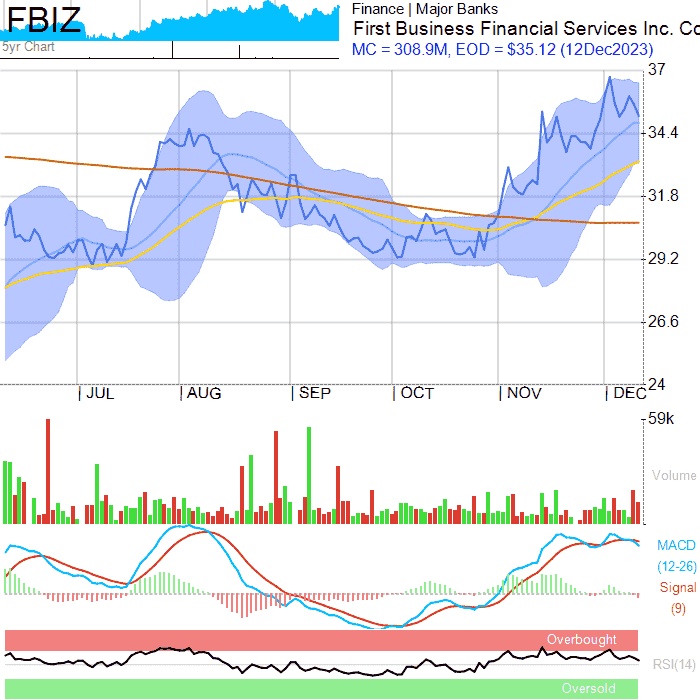 FBIZ
5yr Chart
Finance | Major Banks
First Business Financial Services Inc. Co
MC = 308.9M, EOD = $35.12 (12Dec2023)
37
34.4
31.8
29.2
26.6
24
JUL AUG SEP OCT NOV DEC
59k
Volume
MACD
(12-26)
Signal
(9)
Overbought
RSI(14)
Oversold